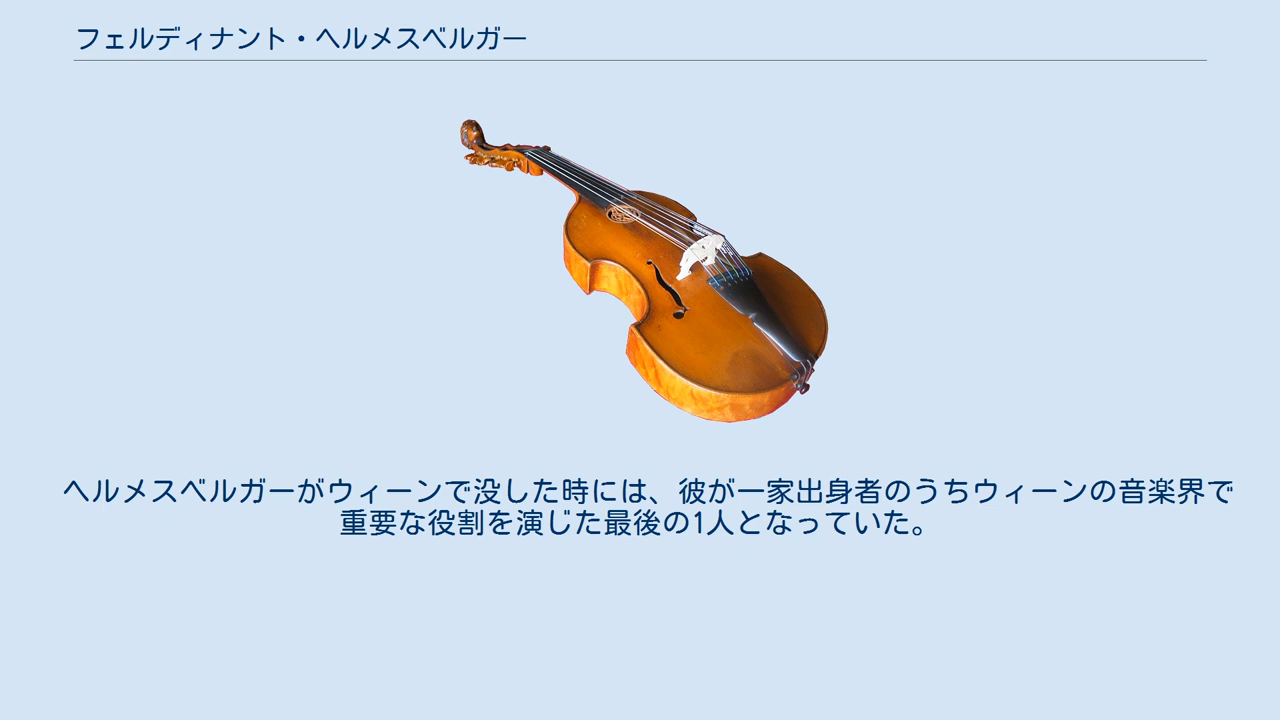 フェルディナント・ヘルメスベルガー
ヘルメスベルガーがウィーンで没した時には、彼が一家出身者のうちウィーンの音楽界で
重要な役割を演じた最後の1人となっていた。